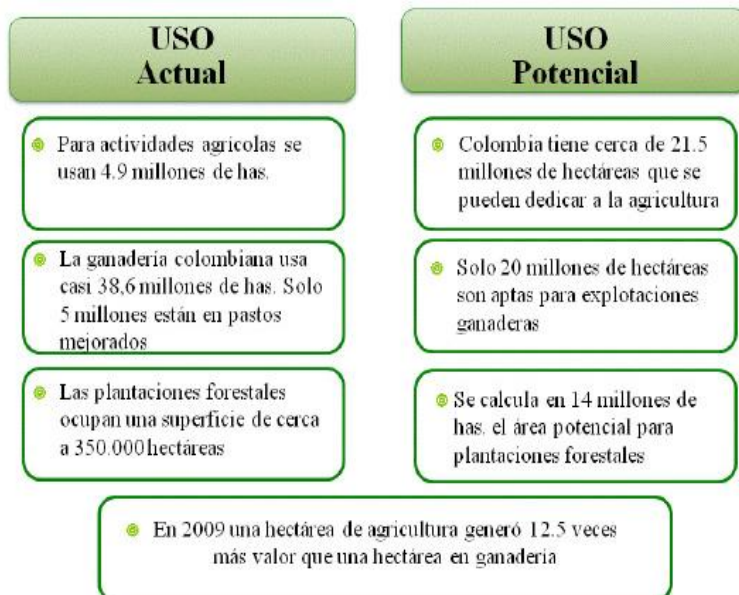 USO
Actual
Para actividades agricolas se
usan 4.9 millones de has.
La ganadería colombiana usa
casi 38,6 millones de has. Solo
5 millones están en pastos
mejorados
Las plantaciones forestales
ocupan una superficie de cerca
a 350.000 hectáreas
USO
Potencial
Colombia tiene cerca de 21.5
millones de hectáreas que se
pueden dedicar a la agricultura
Solo 20 millones de hectáreas
son aptas para explotaciones
ganaderas
Se calcula en 14 millones de
has. el área potencial para
plantaciones forestales
En 2009 una hectárea de agricultura generó 12.5 veces
más valor que una hectárea en ganaderia